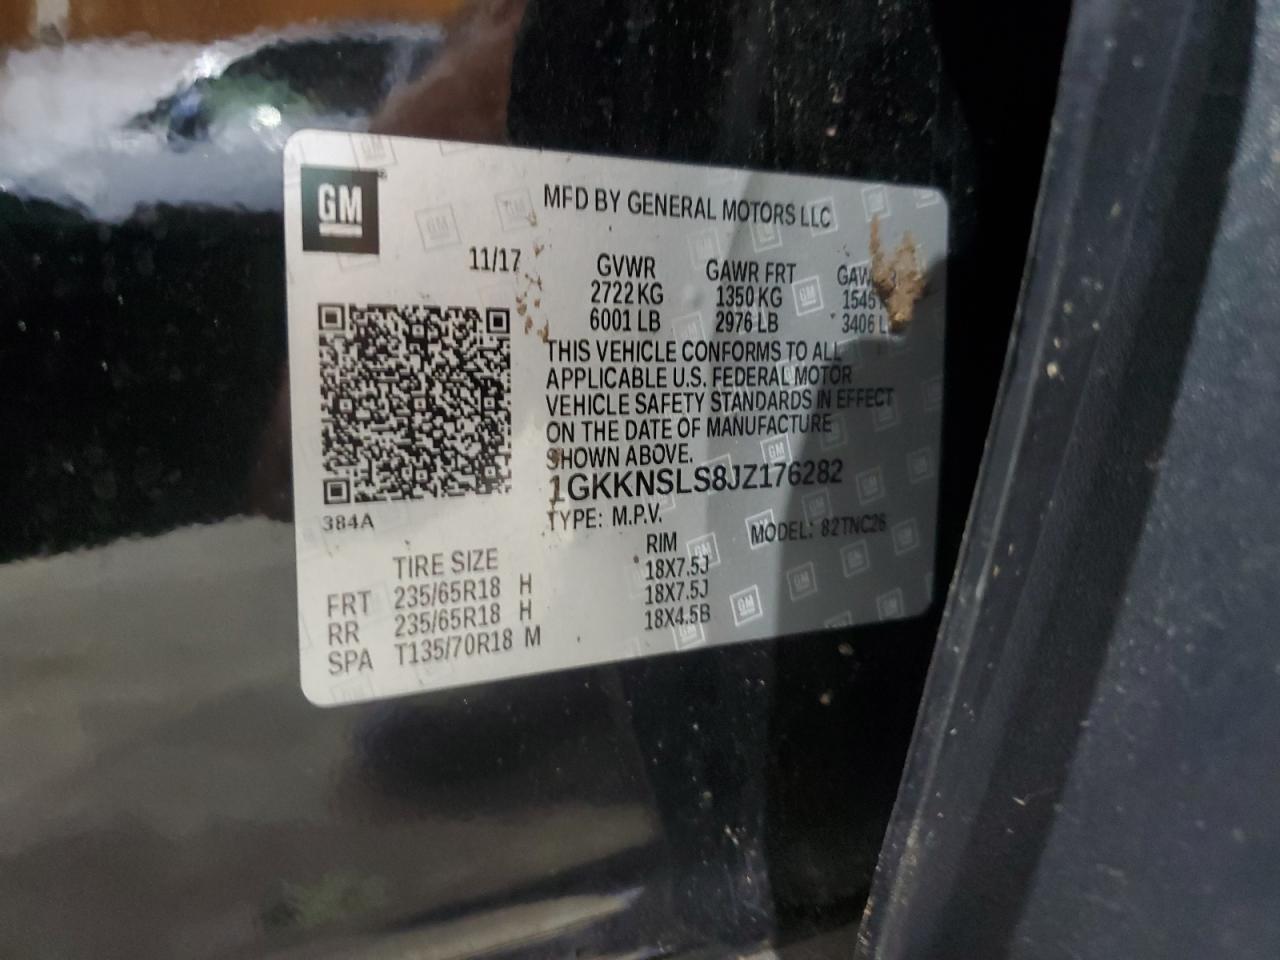 GM
MFD BY GENERAL MOTORS LLC
11/17
GVWR GAWR FRT
2722 KG 1350 KG
6001 LB 2976 LB 3406
THIS VEHICLE CONFORMS TO ALL
APPLICABLE U.S. FEDERAL MOTOR
VEHICLE SAFETY STANDARDS IN EFFECT
ON THE DATE OF MANUFACTURE
SHOWN ABOVE.
1GKKNSLS8JZ176282
TYPE: M.P.V. MODEL: 82TNC26
384A
TIRE SIZE RIM
FRT 235/65R18 H 18X7.5J
RR 235/65R18 H 18X7.5J
SPA T135/70R18 M 18X4.5B